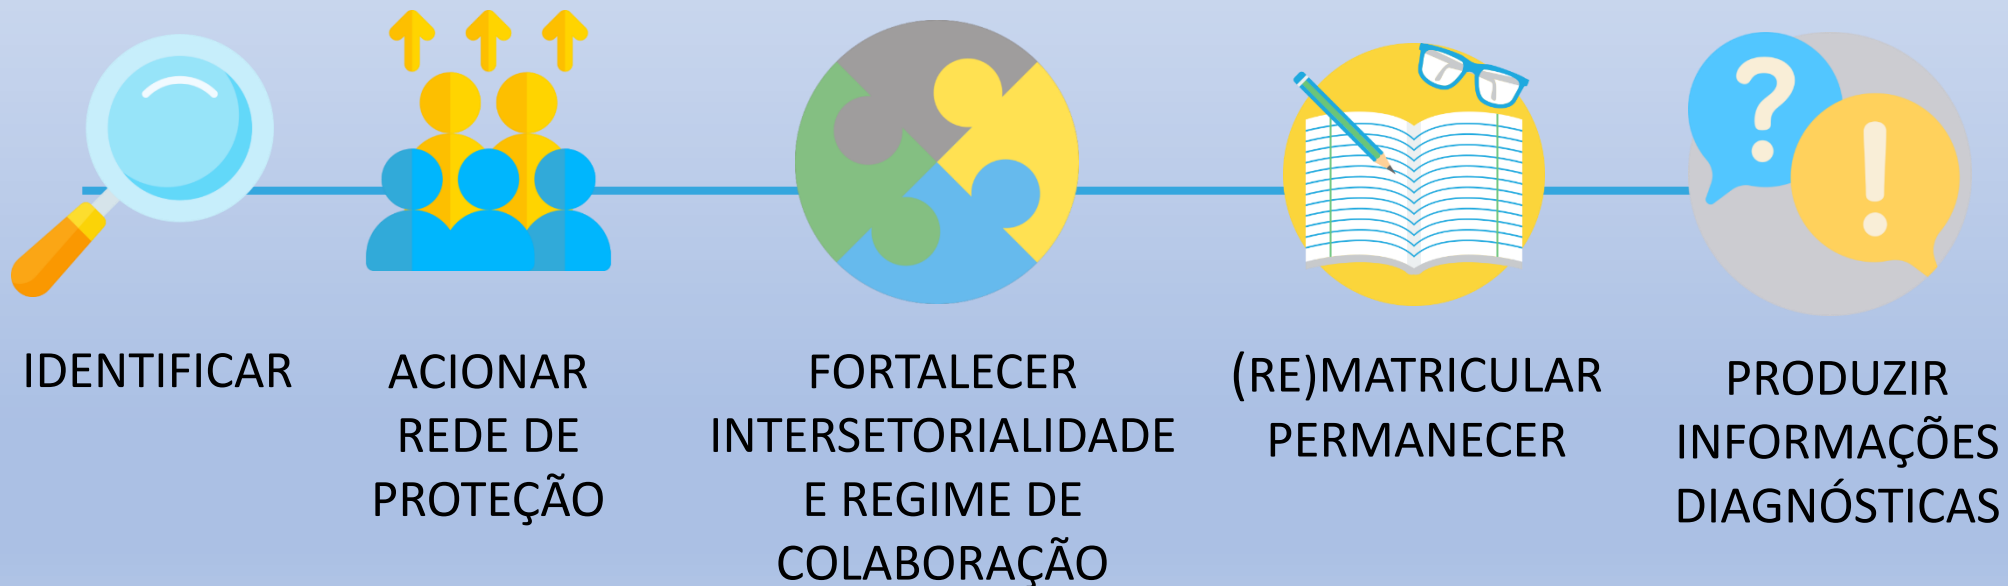 IDENTIFICAR
ACIONAR
REDE DE
PROTEÇÃO
FORTALECER
INTERSETORIALIDADE
E REGIME DE
COLABORAÇÃO
(RE)MATRICULAR
PERMANECER
PRODUZIR
INFORMAÇÕES
DIAGNÓSTICAS